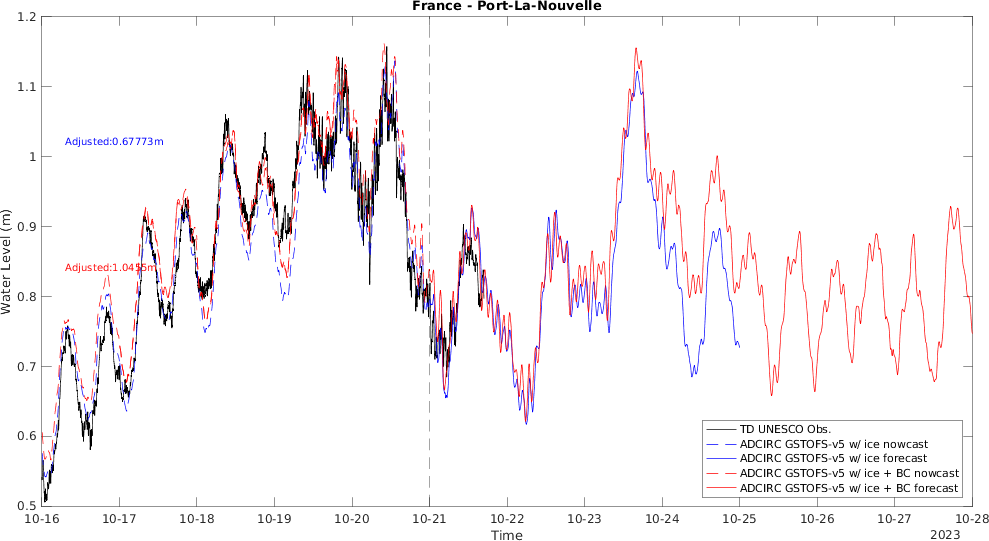 France - Port-La-Nouvelle
Water Level (m)
1.2
1.1
1
0.9
0.8
0.7
0.6
0.5
Adjusted:0.67773m
Adjusted:1.0455m
TD UNESCO Obs.
ADCIRC GSTOFS-v5 w/ ice nowcast
ADCIRC GSTOFS-v5 w/ ice forecast
ADCIRC GSTOFS-v5 w/ ice + BC nowcast
ADCIRC GSTOFS-v5 w/ ice + BC forecast
10-16 10-17 10-18 10-19 10-20 10-21 10-22 10-23 10-24 10-25 10-26 10-27 10-28
Time
2023